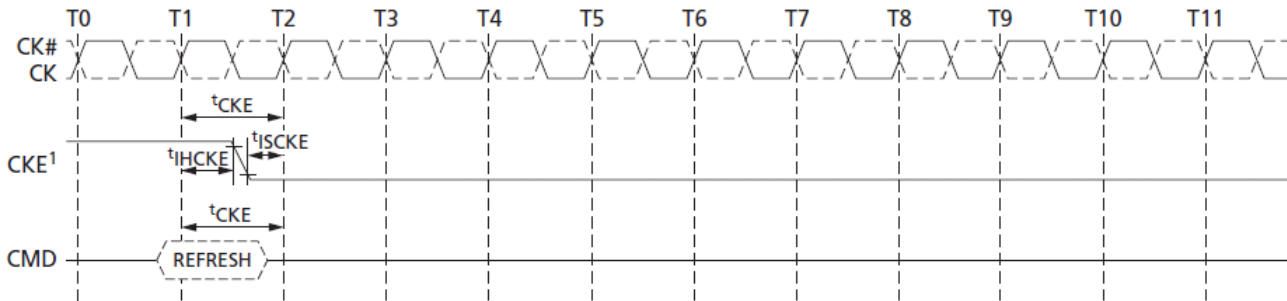 T0 T1 T2 T3 T4 T5 T6 T7 T8 T9 T10 T11
CK#
CK
tCKE
tISCKE
CKE1
tIHCKE
tCKE
CMD REFRESH